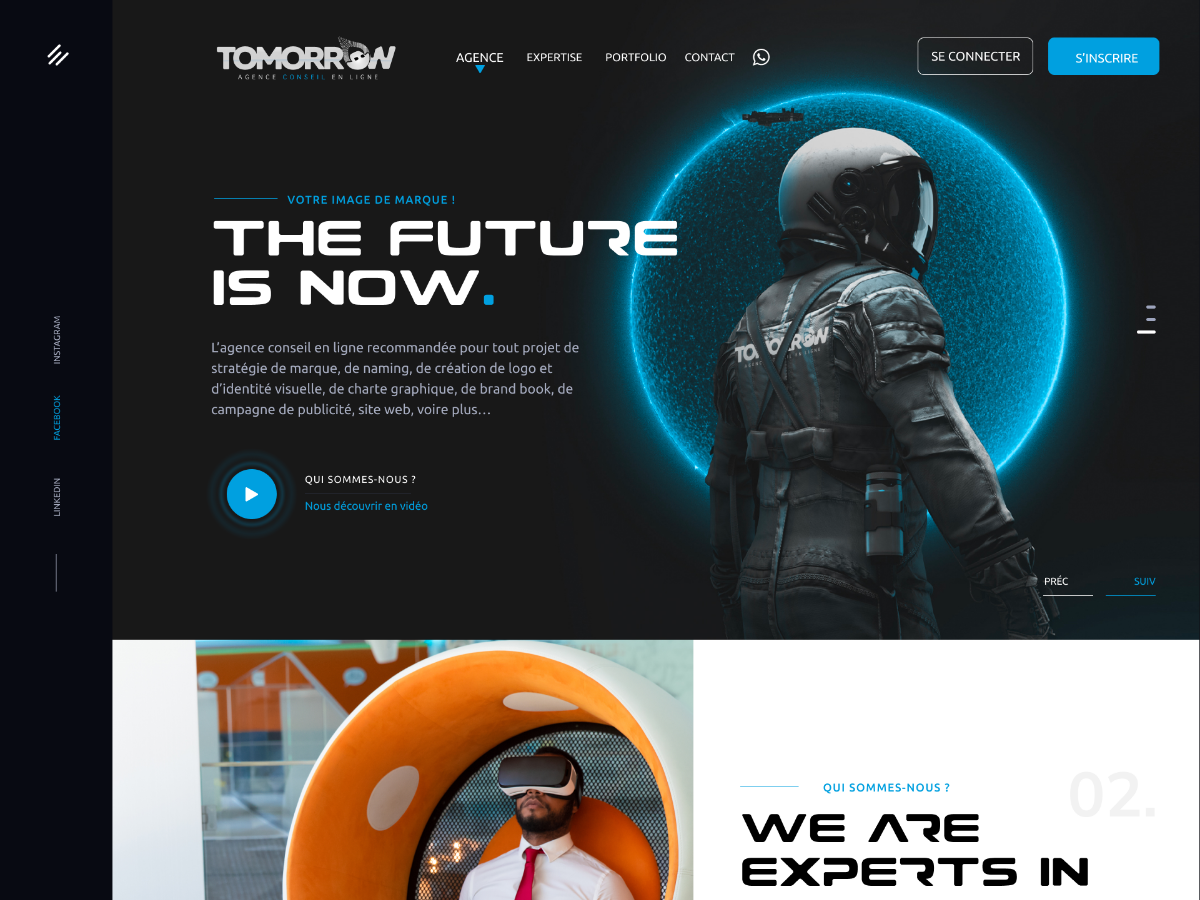 TOMORROW
AGENCE CONSEIL EN LIGNE
AGENCE
EXPERTISE
PORTFOLIO
CONTACT
SE CONNECTER
S'INSCRIRE
INSTAGRAM
FACEBOOK
LINKEDIN
VOTRE IMAGE DE MARQUE !
THE FUTURE
IS NOW.
L'agence conseil en ligne recommandée pour tout projet de
stratégie de marque, de naming, de création de logo et
d'identité visuelle, de charte graphique, de brand book, de
campagne de publicité, site web, voire plus...
QUI SOMMES-NOUS ?
Nous découvrir en vidéo
TOMORROW
PRÉC
SUIV
QUI SOMMES-NOUS ?
02.
WE ARE
EXPERTS IN